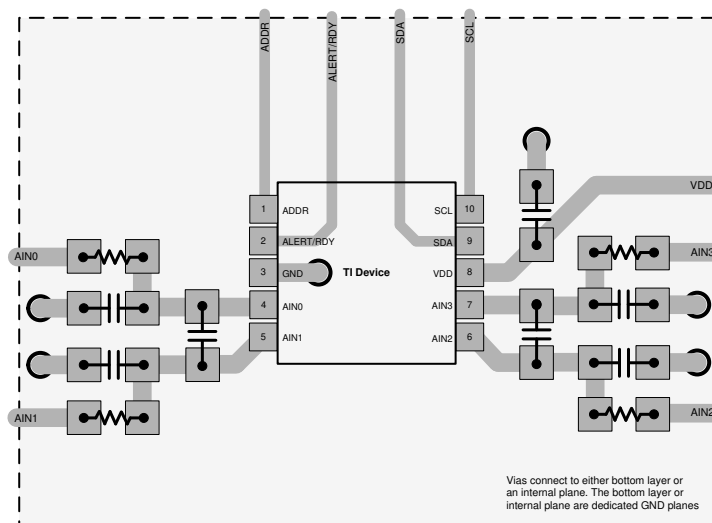 ADDR
ALERT/RDY
SDA
SCL
VDD
1 ADDR
SCL 10
2 ALERT/RDY
SDA 9
3 GND
TI Device
VDD 8
4 AIN0
AIN3 7
5 AIN1
AIN2 6
AIN0
AIN3
AIN1
AIN2
Vias connect to either bottom layer or
an internal plane. The bottom layer or
internal plane are dedicated GND planes